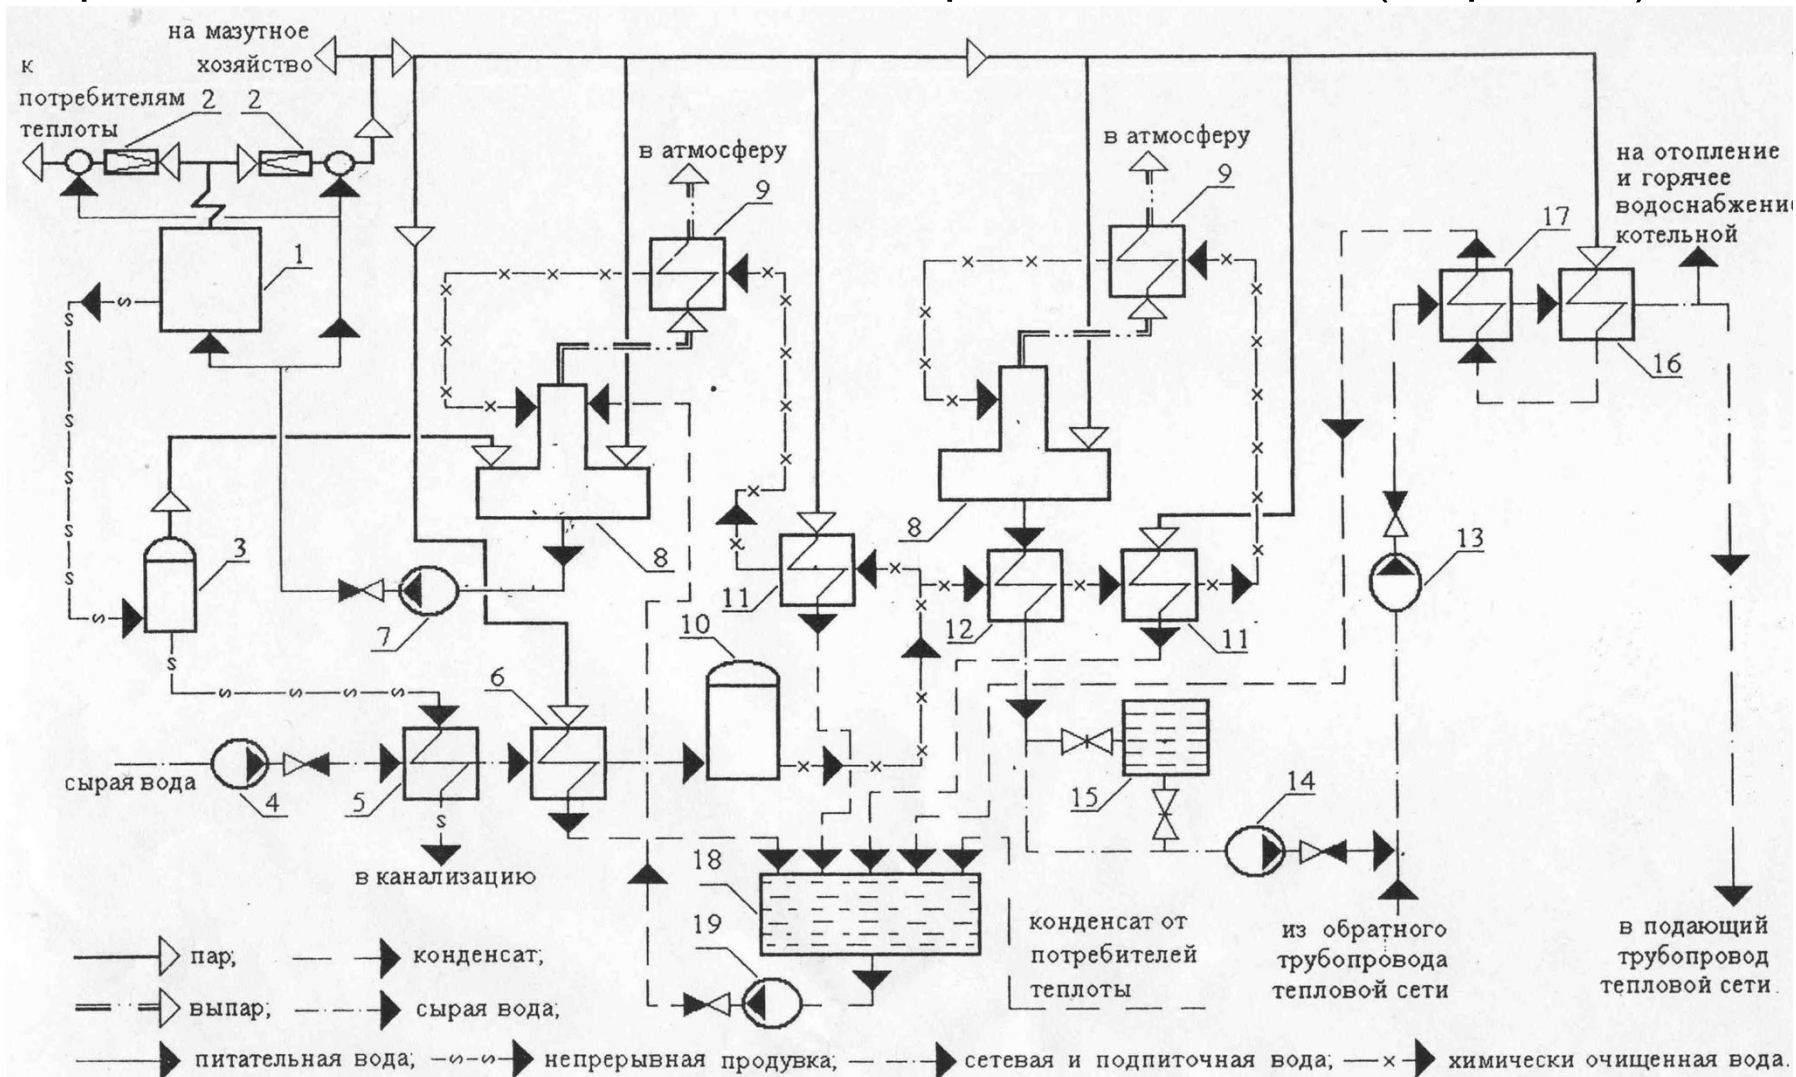 на мазутное
хозяйство
к
потребителям
теплоты
2 2
1
в атмосферу
9
в атмосферу
9
на отопление
и горячее
водоснабжение
котельной
17
16
3
8
7
11
10
8
12
11
13
6
сырая вода
4
5
15
14
в канализацию
18
19
конденсат от
потребителей
теплоты
из обратного
трубопровода
тепловой сети
в подающий
трубопровод
тепловой сети.
пар;
конденсат;
выпар;
сырая вода;
питательная вода;
непрерывная продувка;
сетевая и подпиточная вода;
химически очищенная вода.